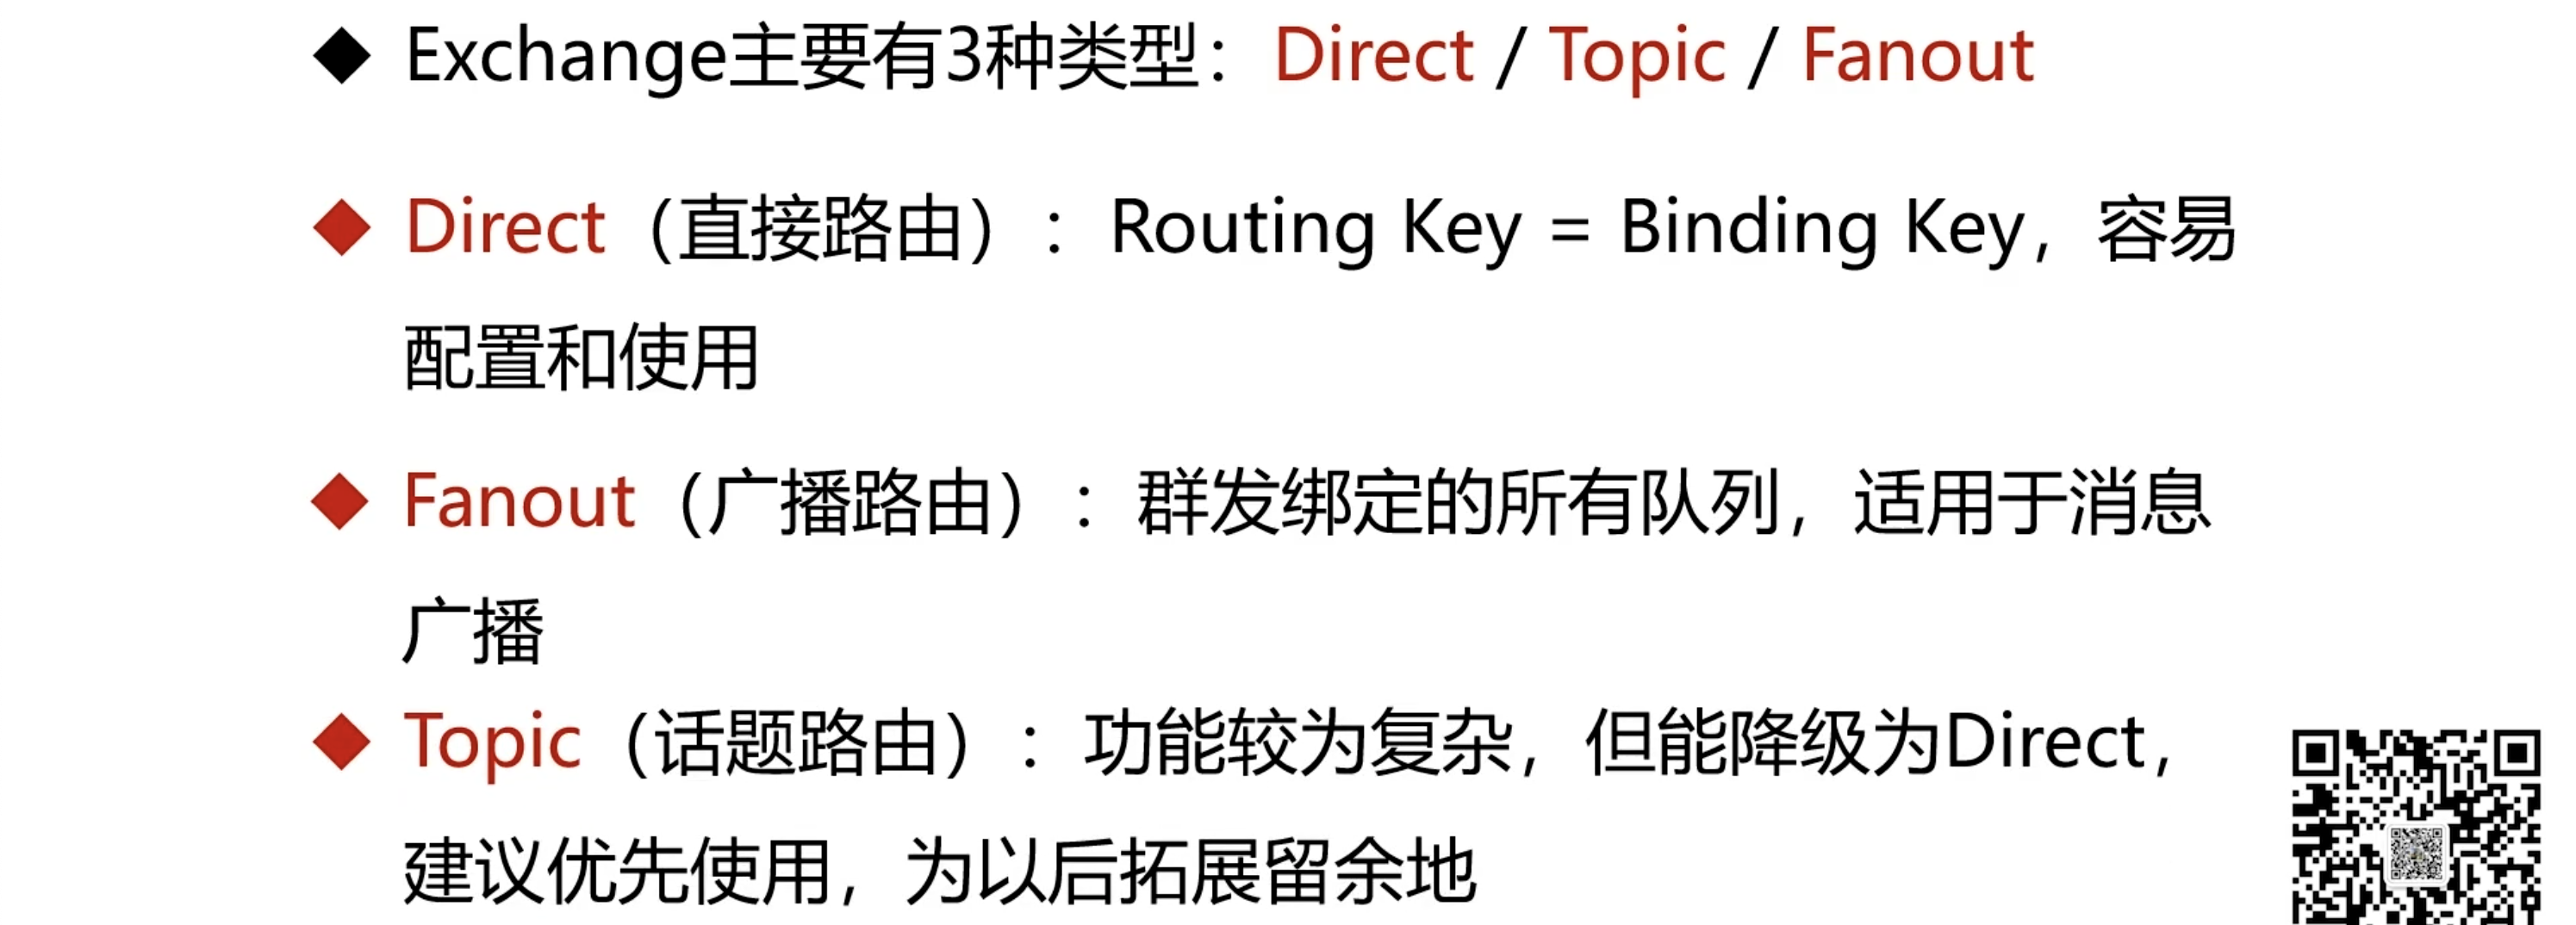 Exchange主要有3种类型：Direct / Topic / Fanout
Direct（直接路由）：Routing Key = Binding Key，容易
配置和使用
Fanout（广播路由）：群发绑定的所有队列，适用于消息
广播
Topic（话题路由）：功能较为复杂，但能降级为Direct，
建议优先使用，为以后拓展留余地